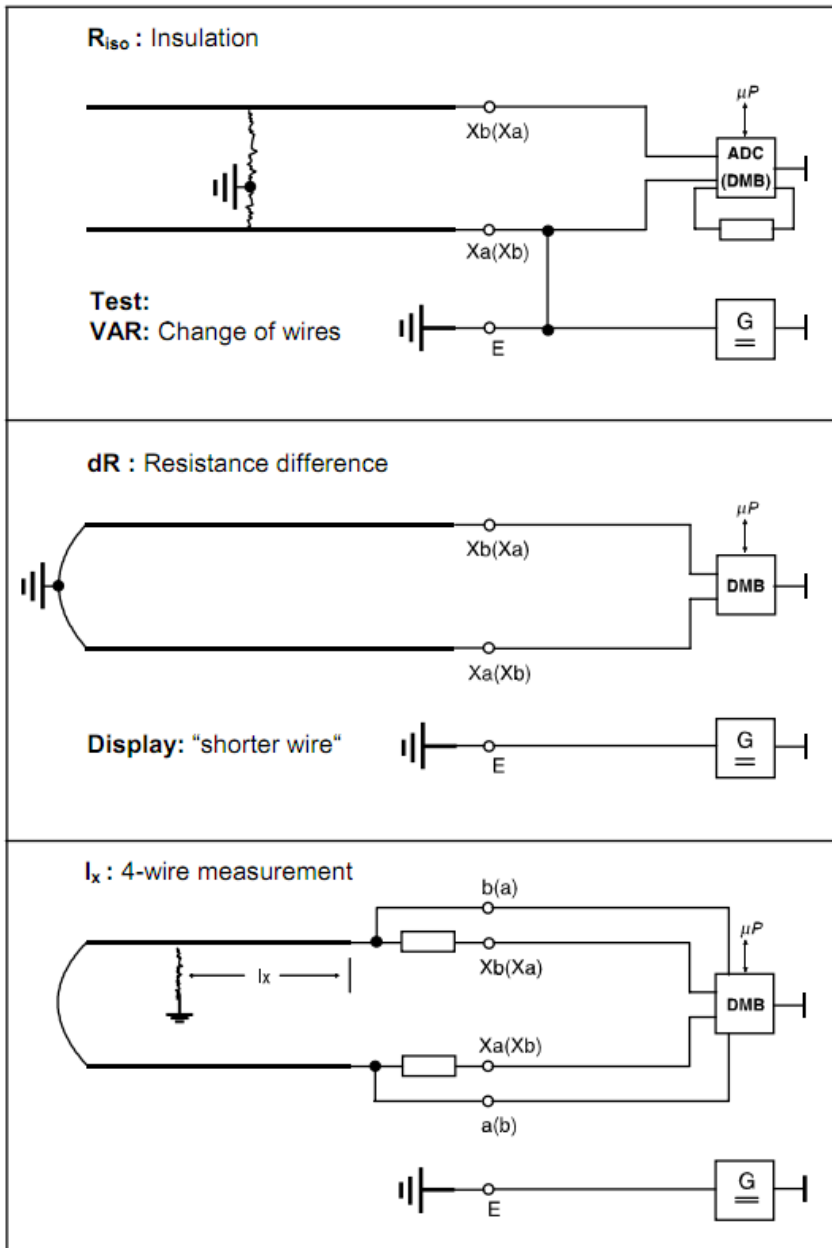 Riso : Insulation
μP
Xb(Xa)
ADC
(DMB)
Xa(Xb)
Test:
VAR: Change of wires
E
G
dR : Resistance difference
μP
Xb(Xa)
DMB
Xa(Xb)
Display: “shorter wire“
E
G
lx : 4-wire measurement
b(a)
μP
Xb(Xa)
lx
DMB
Xa(Xb)
a(b)
E
G